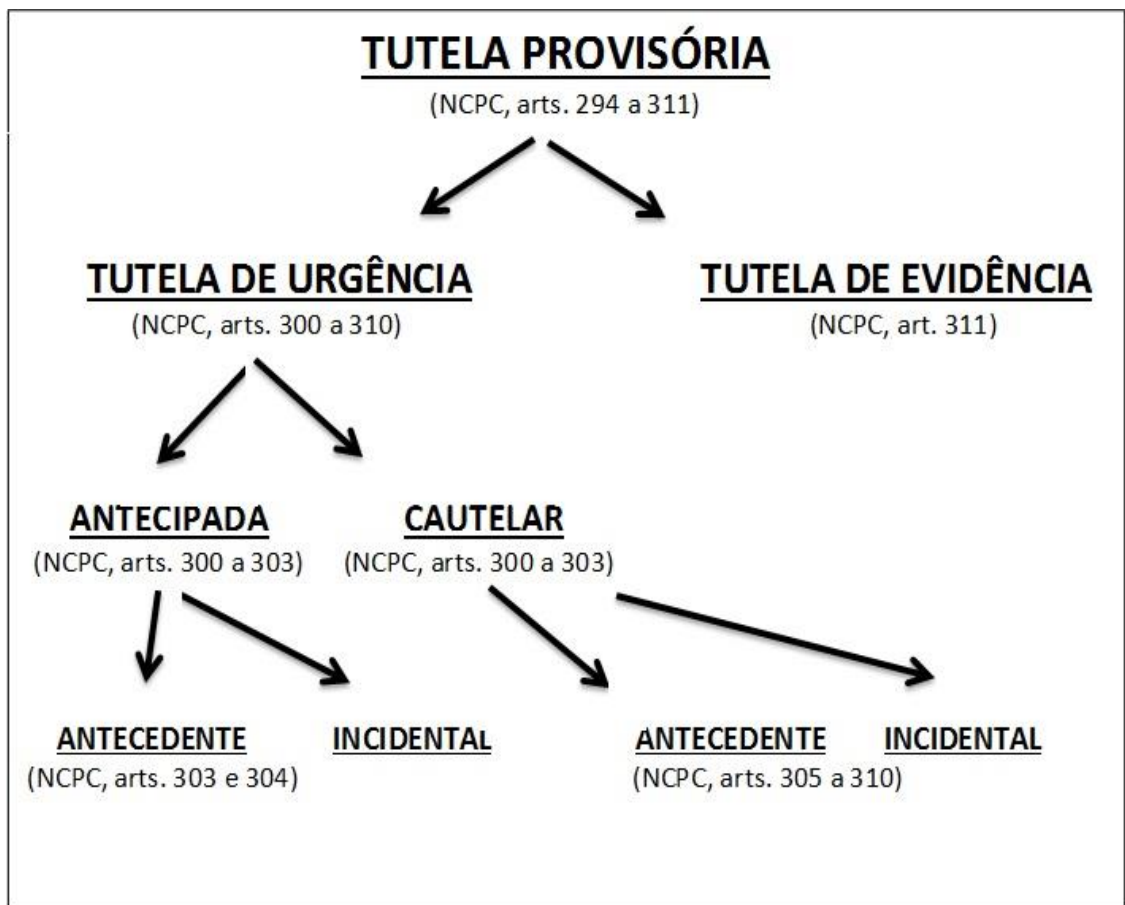 TUTELA PROVISÓRIA
(NCPC, arts. 294 a 311)
TUTELA DE URGÊNCIA
(NCPC, arts. 300 a 310)
TUTELA DE EVIDÊNCIA
(NCPC, art. 311)
ANTECIPADA
(NCPC, arts. 300 a 303)
CAUTELAR
(NCPC, arts. 300 a 303)
ANTECEDENTE
(NCPC, arts. 303 e 304)
INCIDENTAL
ANTECEDENTE
(NCPC, arts. 305 a 310)
INCIDENTAL